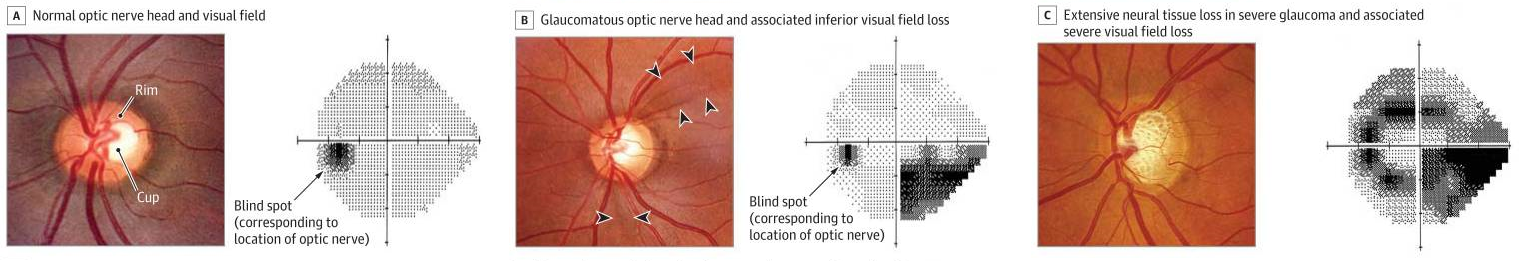 A Normal optic nerve head and visual field
Rim
Cup
Blind spot
(corresponding to
location of optic nerve)
B Glaucomatous optic nerve head and associated inferior visual field loss
Blind spot
(corresponding to
location of optic nerve)
C Extensive neural tissue loss in severe glaucoma and associated
severe visual field loss